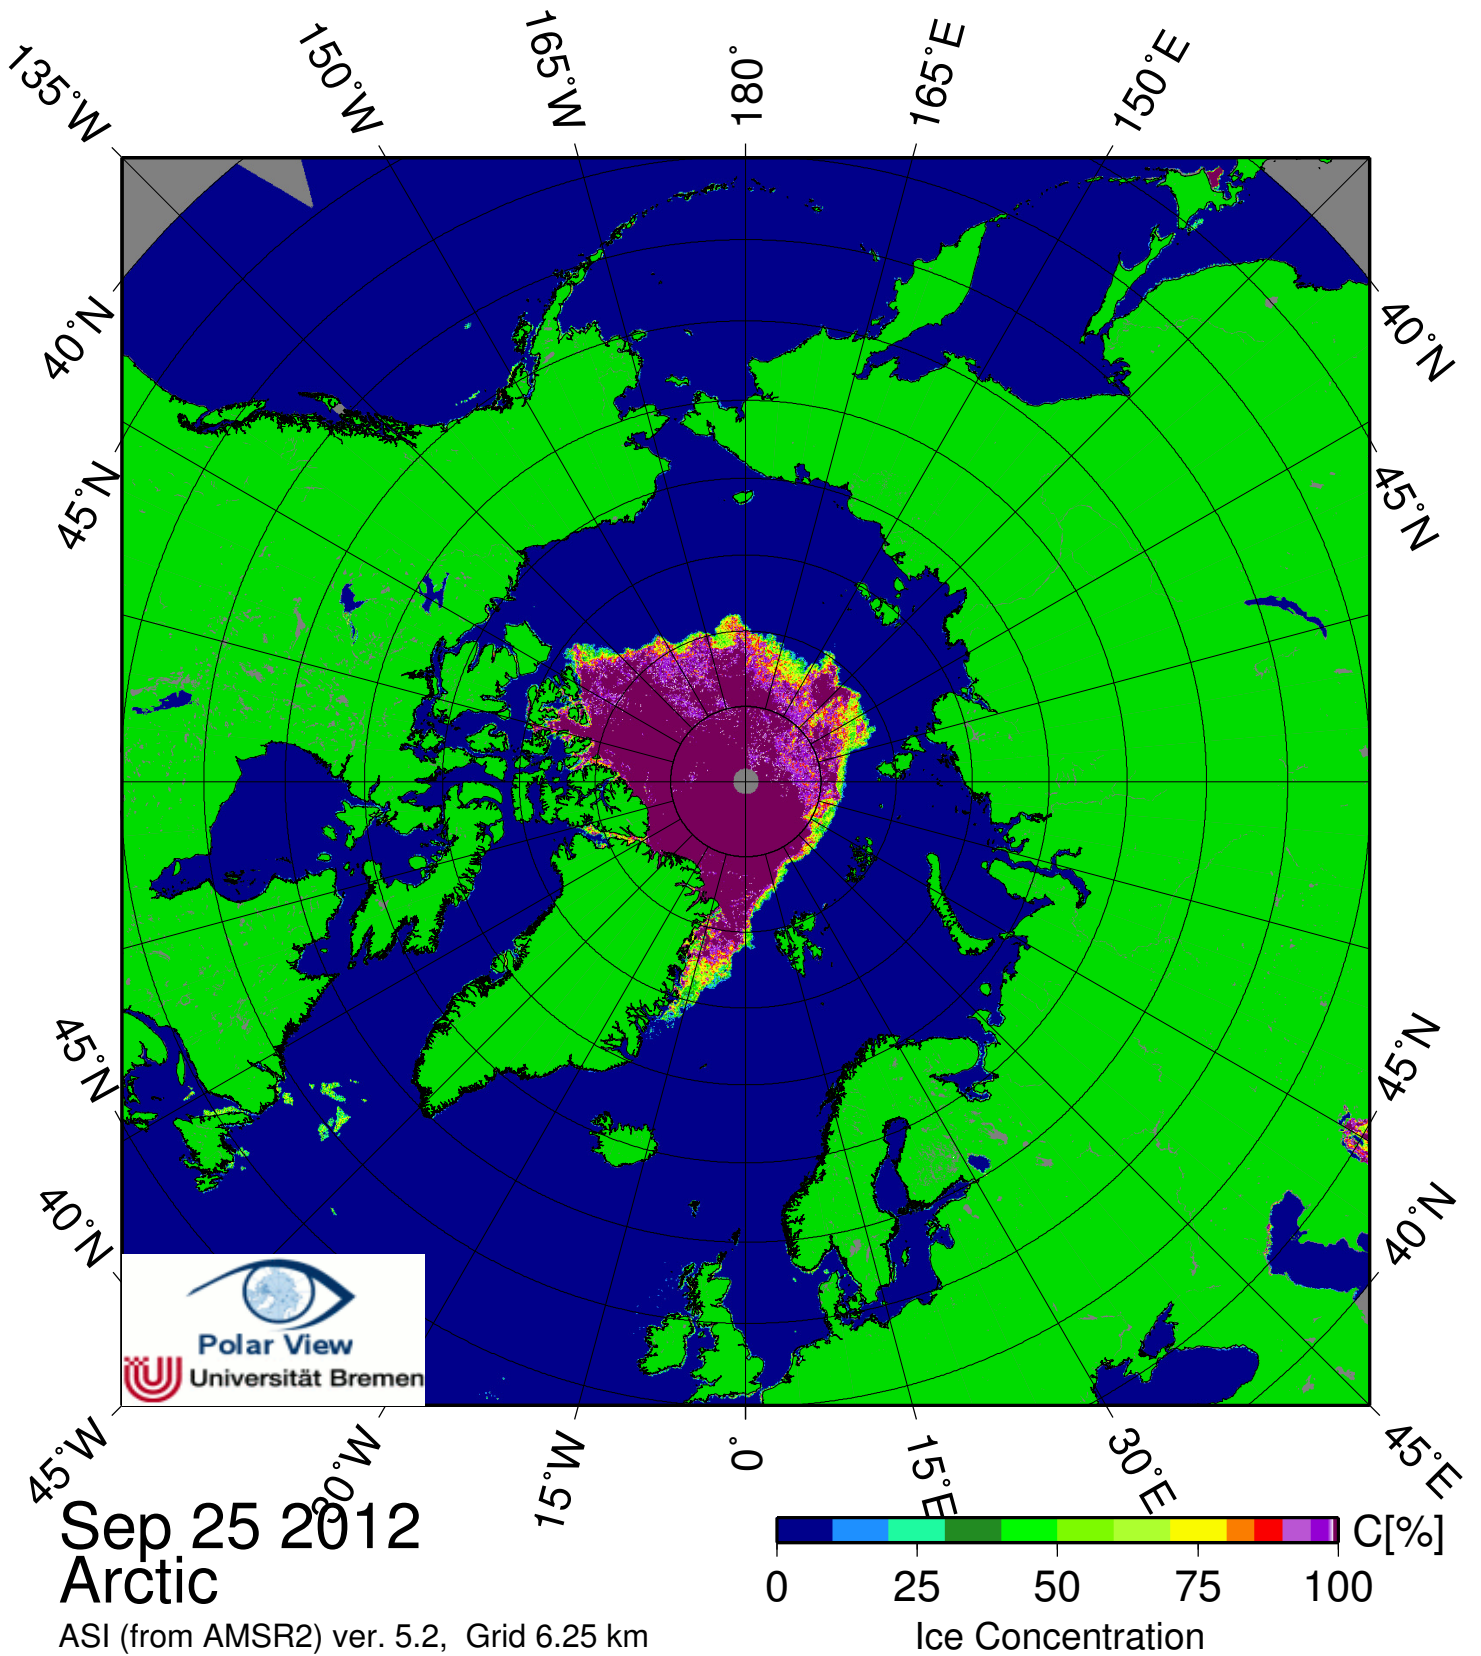 135°W
150°W
165°W
180°
165°E
150°E
40°N
40°N
45°N
45°N
45°N
45°N
40°N
40°N
Polar View
Universität Bremen
45°W
30°W
15°W
0°
15°E
30°E
45°E
Sep 25 2012
Arctic
ASI (from AMSR2) ver. 5.2, Grid 6.25 km
C[%]
0 25 50 75 100
Ice Concentration